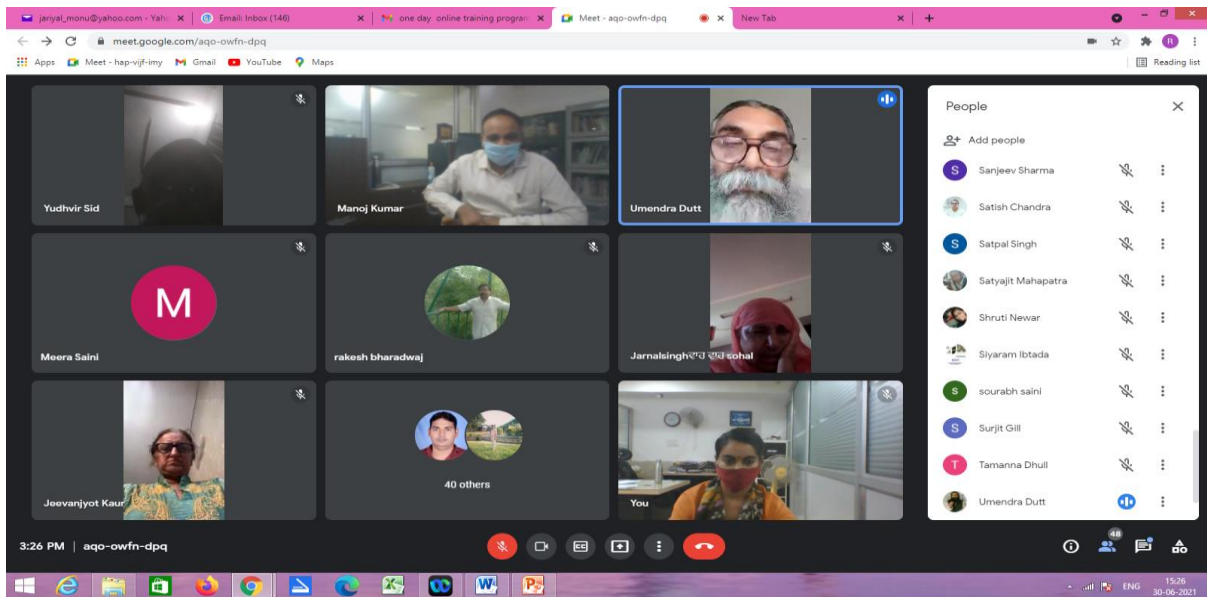 jariyal_monu@yahoo.com - Yaho
Email: Inbox (146)
one day online training program
Meet - aqo-owfn-dpq
New Tab
meet.google.com/aqo-owfn-dpq
R
Apps
Meet - hap-vijf-imy
Gmail
YouTube
Maps
Reading list
Yudhvir Sid
Manoj Kumar
Umendra Dutt
M
Meera Saini
rakesh bharadwaj
Jarnalsinghਵਾਹ ਵਾਹ sohal
Jeevanjyot Kaur
40 others
You
People
Add people
S
Sanjeev Sharma
Satish Chandra
S
Satpal Singh
Satyajit Mahapatra
Shruti Newar
Siyaram Ibtada
s
sourabh saini
S
Surjit Gill
T
Tamanna Dhull
Umendra Dutt
3:26 PM | aqo-owfn-dpq
CC
48
ENG
15:26
30-06-2021